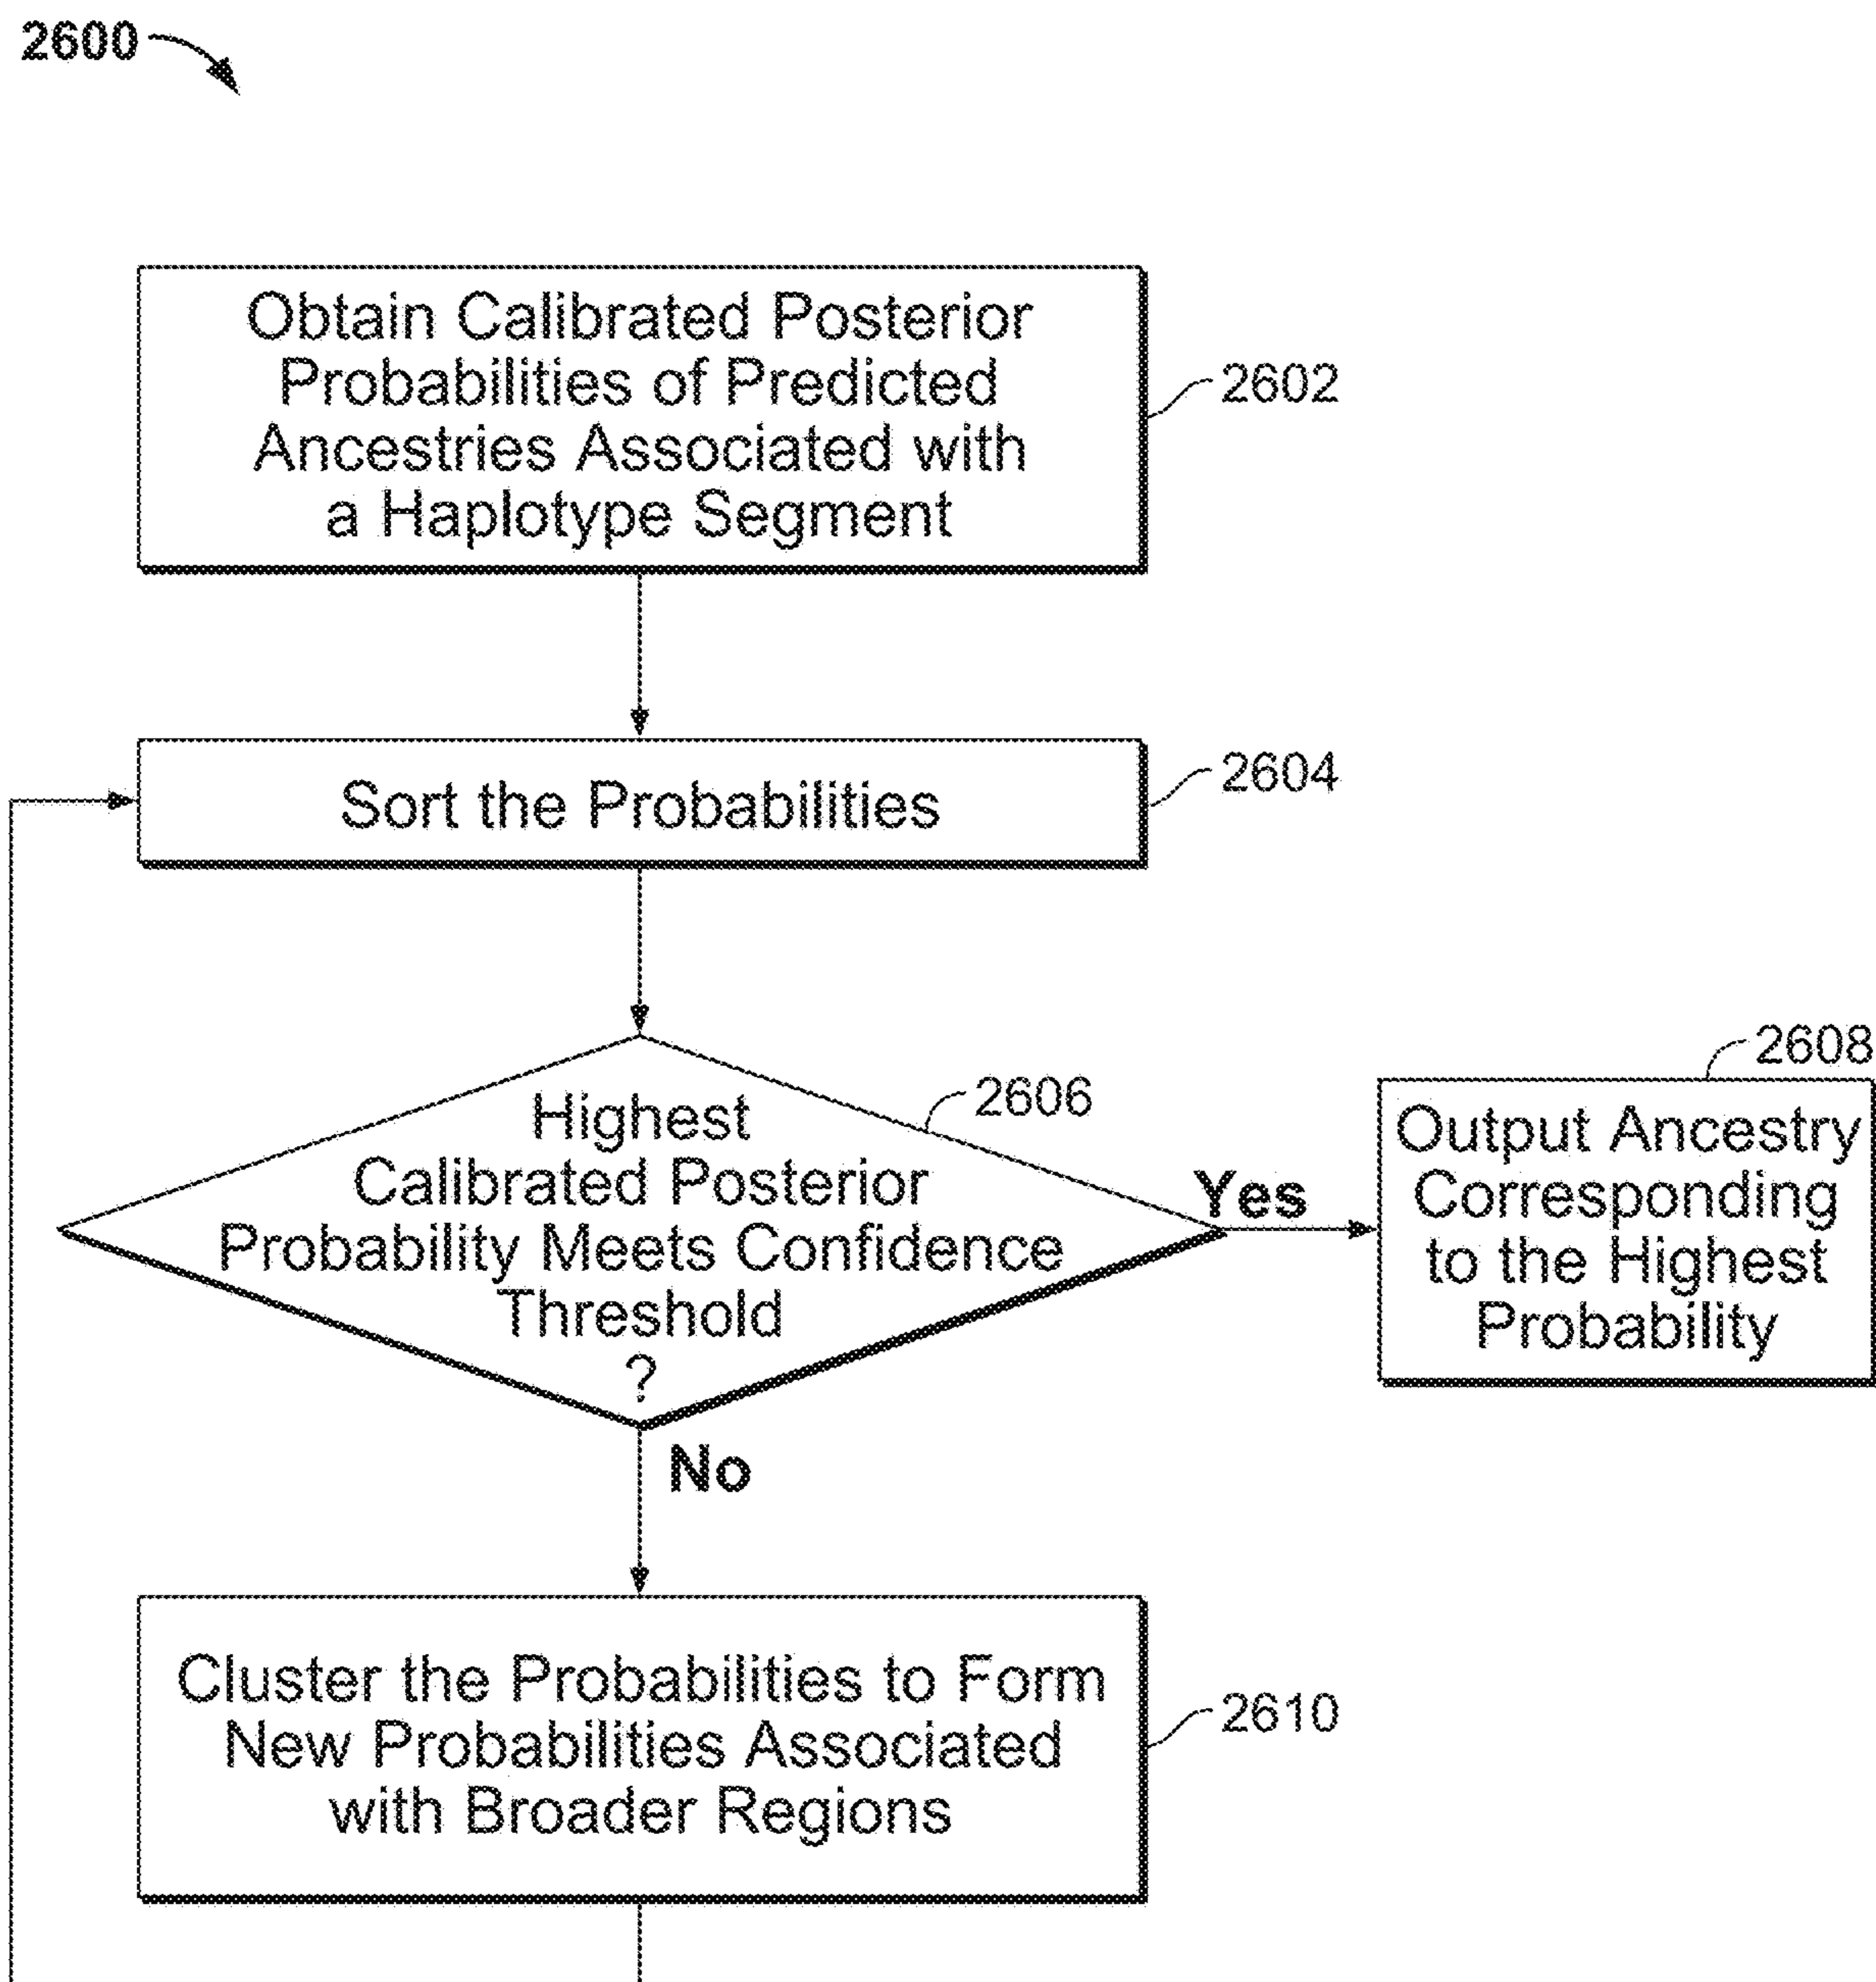 2600
Obtain Calibrated Posterior
Probabilities of Predicted
Ancestries Associated with
a Haplotype Segment
2602
Sort the Probabilities
2604
Highest
Calibrated Posterior
Probability Meets Confidence
Threshold
?
2606
Yes
2608
Output Ancestry
Corresponding
to the Highest
Probability
No
Cluster the Probabilities to Form
New Probabilities Associated
with Broader Regions
2610